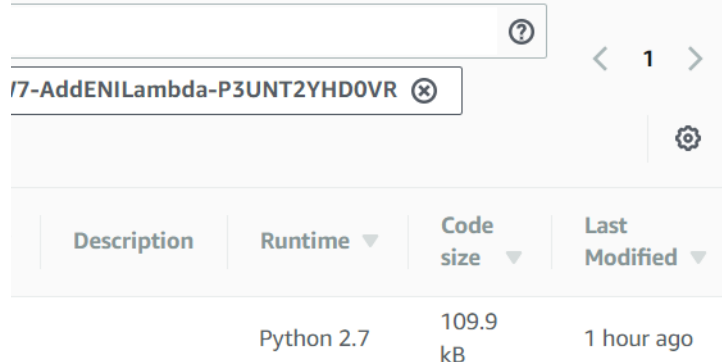 1
/7-AddENILambda-P3UNT2YHD0VR
Description
Runtime
Code
size
Last
Modified
Python 2.7
109.9
kB
1 hour ago